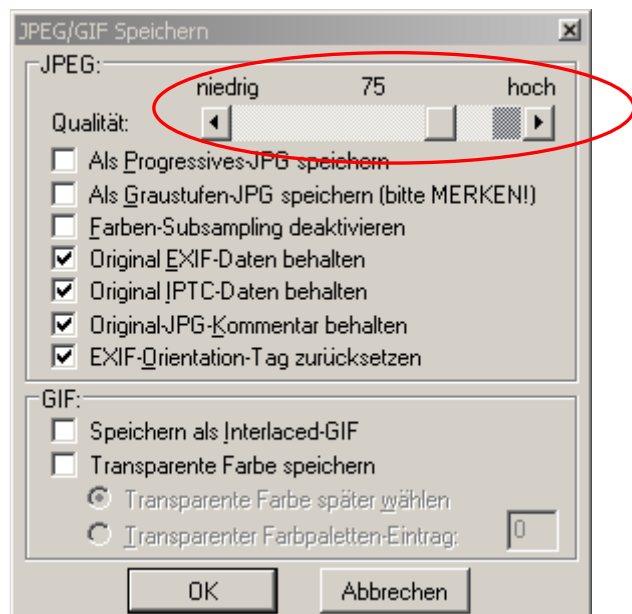 JPEG/GIF Speichern
JPEG:
niedrig 75 hoch
Qualität:
Als Progressives-JPG speichern
Als Graustufen-JPG speichern (bitte MERKEN!)
Farben-Subsampling deaktivieren
Original EXIF-Daten behalten
Original IPTC-Daten behalten
Original-JPG-Kommentar behalten
EXIF-Orientation-Tag zurücksetzen
GIF:
Speichern als Interlaced-GIF
Transparente Farbe speichern
Transparente Farbe später wählen
Transparenter Farbpaletten-Eintrag: 0
OK Abbrechen